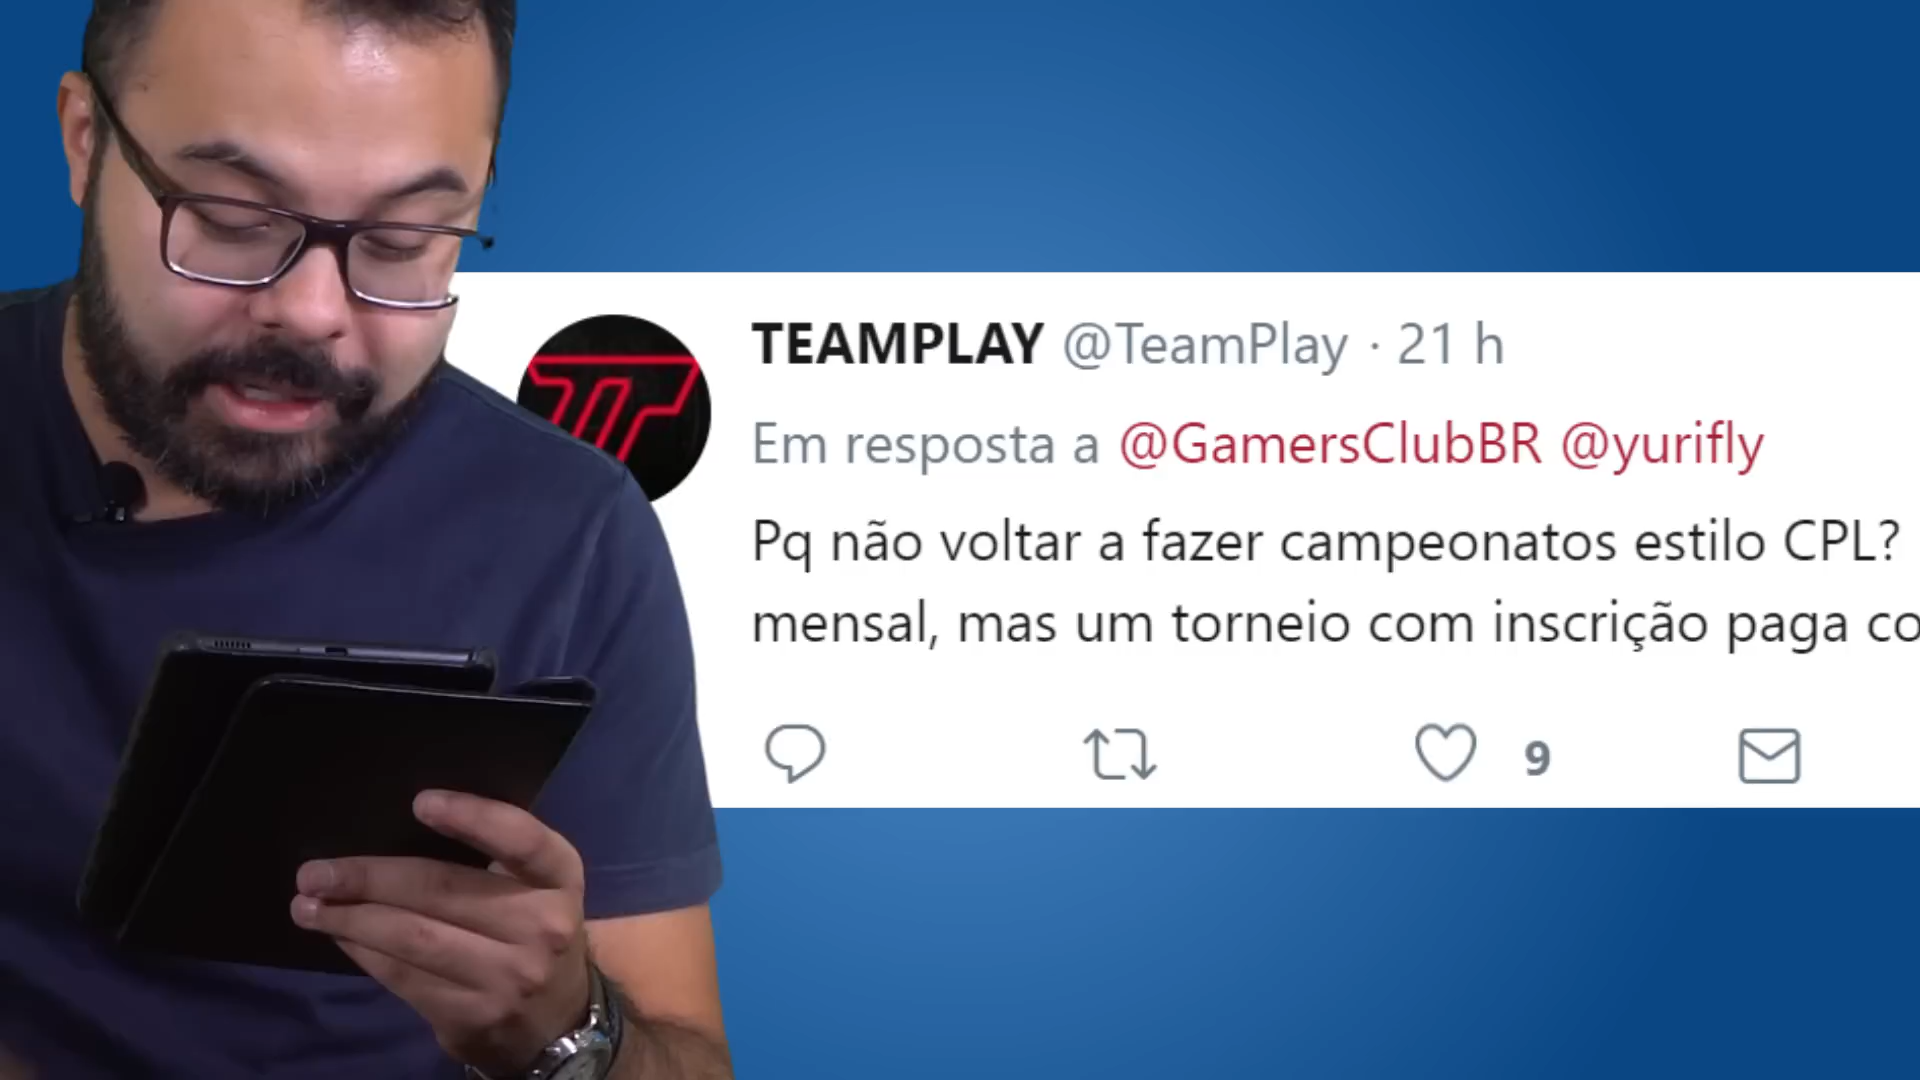 TEAMPLAY @TeamPlay · 21 h
Em resposta a @GamersClubBR @yurifly
Pq não voltar a fazer campeonatos estilo CPL?
mensal, mas um torneio com inscrição paga co
9